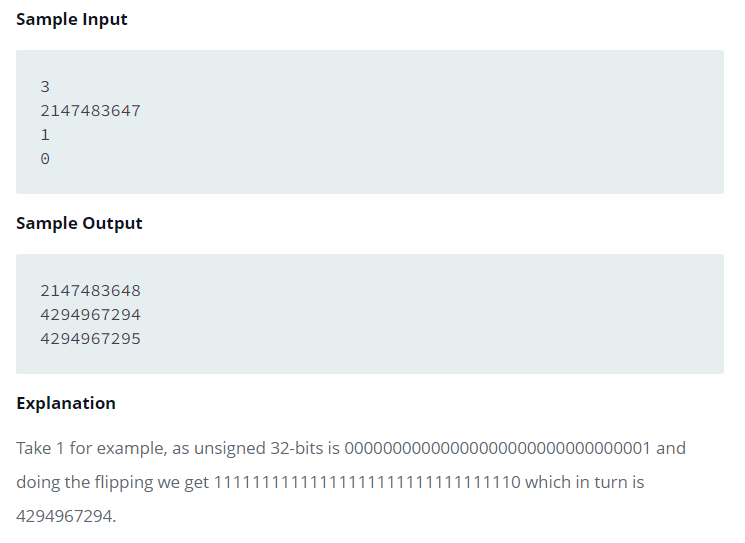 Sample Input
3
2147483647
1
0
Sample Output
2147483648
4294967294
4294967295
Explanation
Take 1 for example, as unsigned 32-bits is 00000000000000000000000000000001 and
doing the flipping we get 11111111111111111111111111111110 which in turn is
4294967294.